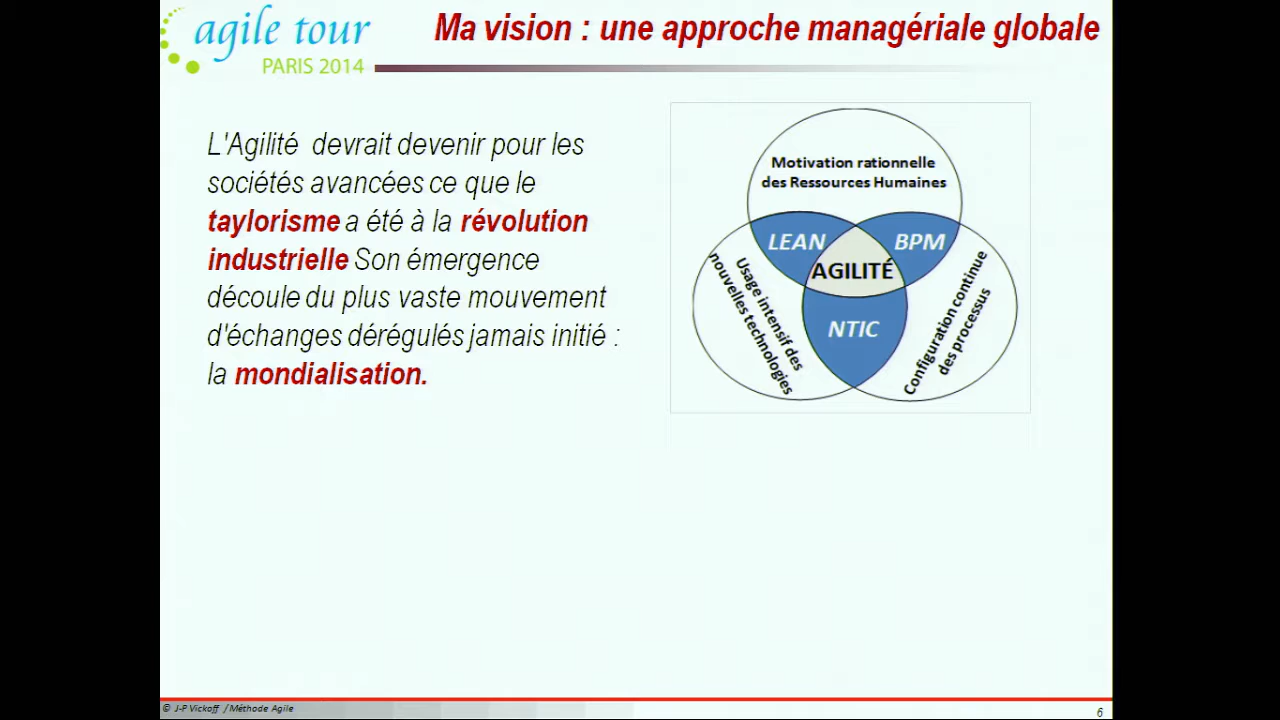 agile tour
PARIS 2014
Ma vision : une approche managériale globale
L'Agilité devrait devenir pour les
sociétés avancées ce que le
taylorisme a été à la révolution
industrielle Son émergence
découle du plus vaste mouvement
d'échanges dérégulés jamais initié :
la mondialisation.
Motivation rationnelle
des Ressources Humaines
LEAN
BPM
AGILITÉ
NTIC
Usage intensif des
nouvelles technologies
Configuration continue
des processus
© J-P Vickoff / Méthode Agile
6